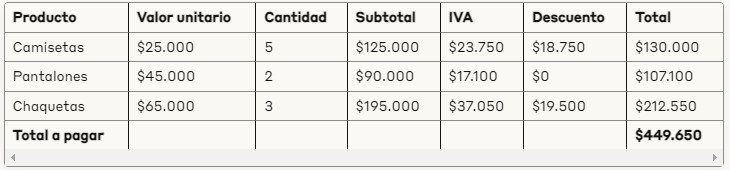 Producto Valor unitario Cantidad Subtotal IVA Descuento Total
Camisetas $25.000 5 $125.000 $23.750 $18.750 $130.000
Pantalones $45.000 2 $90.000 $17.100 $0 $107.100
Chaquetas $65.000 3 $195.000 $37.050 $19.500 $212.550
Total a pagar $449.650